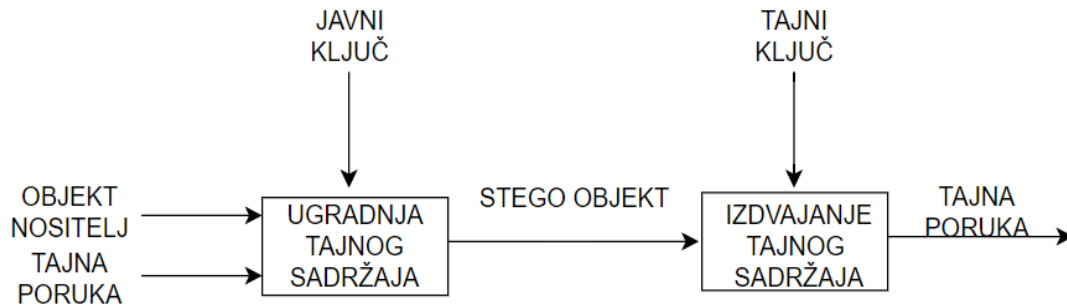 JAVNI
KLJUČ
TAJNI
KLJUČ
OBJEKT
NOSITELJ
TAJNA
PORUKA
UGRADNJA
TAJNOG
SADRŽAJA
STEGO OBJEKT
IZDVAJANJE
TAJNOG
SADRŽAJA
TAJNA
PORUKA